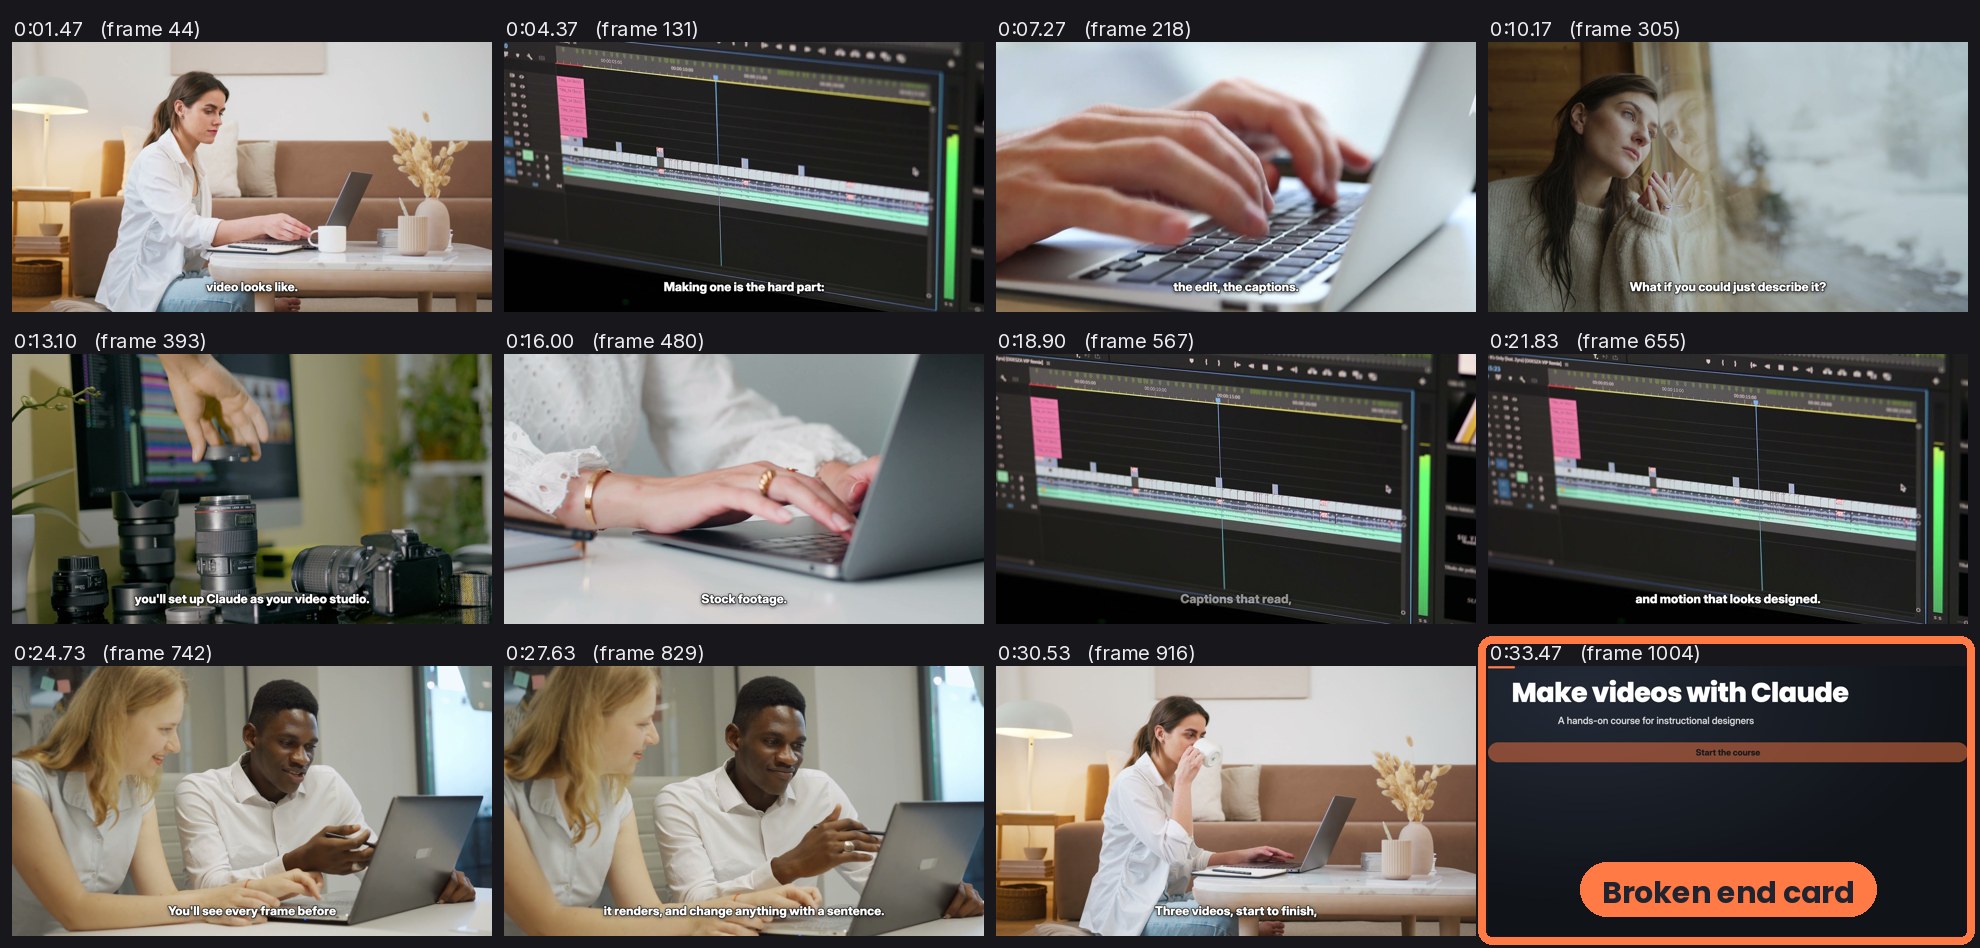 0:01.47 (frame 44)
0:04.37 (frame 131)
0:07.27 (frame 218)
0:10.17 (frame 305)
video looks like.
Making one is the hard part:
the edit, the captions.
What if you could just describe it?
0:13.10 (frame 393)
0:16.00 (frame 480)
0:18.90 (frame 567)
0:21.83 (frame 655)
you'll set up Claude as your video studio.
Stock footage.
Captions that read,
and motion that looks designed.
0:24.73 (frame 742)
0:27.63 (frame 829)
0:30.53 (frame 916)
0:33.47 (frame 1004)
You'll see every frame before
it renders, and change anything with a sentence.
Three videos, start to finish,
Make videos with Claude
A hands-on course for instructional designers
Start the course
Broken end card